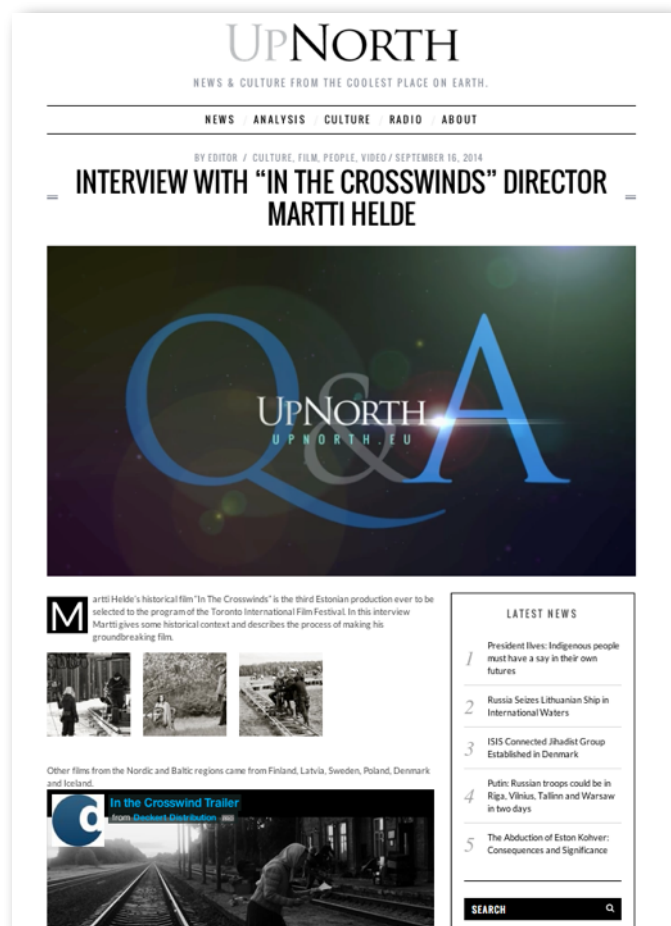 UPNORTH
NEWS & CULTURE FROM THE COOLEST PLACE ON EARTH.
NEWS / ANALYSIS / CULTURE / RADIO / ABOUT
BY EDITOR / CULTURE, FILM, PEOPLE, VIDEO / SEPTEMBER 16, 2014
INTERVIEW WITH “IN THE CROSSWINDS” DIRECTOR
MARTTI HELDE
Q&A
UPNORTH
UPNORTH.EU
Martti Helde's historical film “In The Crosswinds” is the third Estonian production ever to be
selected to the program of the Toronto International Film Festival. In this interview
Martti gives some historical context and describes the process of making his
groundbreaking film.
Other films from the Nordic and Baltic regions came from Finland, Latvia, Sweden, Poland, Denmark
and Iceland.
In the Crosswind Trailer
from Deckert Distribution
LATEST NEWS
1 President Ilves: Indigenous people
must have a say in their own
futures
2 Russia Seizes Lithuanian Ship in
International Waters
3 ISIS Connected Jihadist Group
Established in Denmark
4 Putin: Russian troops could be in
Riga, Vilnius, Tallinn and Warsaw
in two days
5 The Abduction of Eston Kohver:
Consequences and Significance
SEARCH